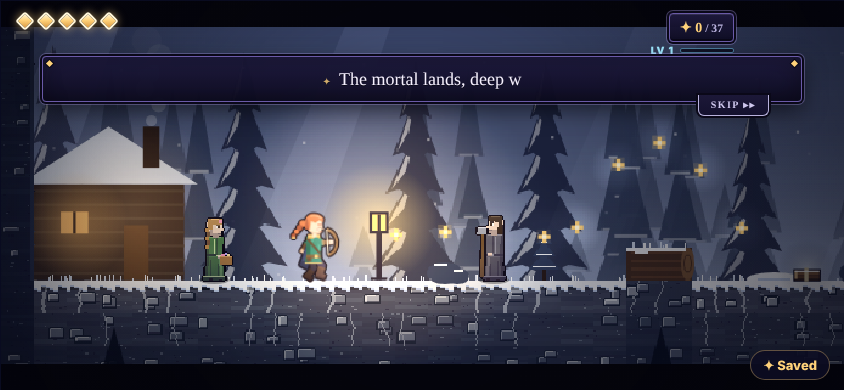 ✦ 0 / 37
LV 1
✦ The mortal lands, deep w
SKIP ▸▸
✦ Saved